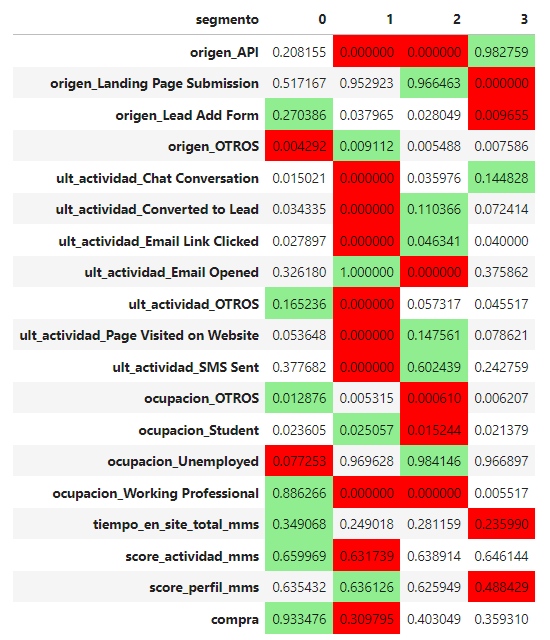 segmento 0 1 2 3
origen_API 0.208155 0.000000 0.000000 0.982759
origen_Landing Page Submission 0.517167 0.952923 0.966463 0.000000
origen_Lead Add Form 0.270386 0.037965 0.028049 0.009655
origen_OTROS 0.004292 0.009112 0.005488 0.007586
ult_actividad_Chat Conversation 0.015021 0.000000 0.035976 0.144828
ult_actividad_Converted to Lead 0.034335 0.000000 0.110366 0.072414
ult_actividad_Email Link Clicked 0.027897 0.000000 0.046341 0.040000
ult_actividad_Email Opened 0.326180 1.000000 0.000000 0.375862
ult_actividad_OTROS 0.165236 0.000000 0.057317 0.045517
ult_actividad_Page Visited on Website 0.053648 0.000000 0.147561 0.078621
ult_actividad_SMS Sent 0.377682 0.000000 0.602439 0.242759
ocupacion_OTROS 0.012876 0.005315 0.000610 0.006207
ocupacion_Student 0.023605 0.025057 0.015244 0.021379
ocupacion_Unemployed 0.077253 0.969628 0.984146 0.966897
ocupacion_Working Professional 0.886266 0.000000 0.000000 0.005517
tiempo_en_site_total_mms 0.349068 0.249018 0.281159 0.235990
score_actividad_mms 0.659969 0.631739 0.638914 0.646144
score_perfil_mms 0.635432 0.636126 0.625949 0.488429
compra 0.933476 0.309795 0.403049 0.359310